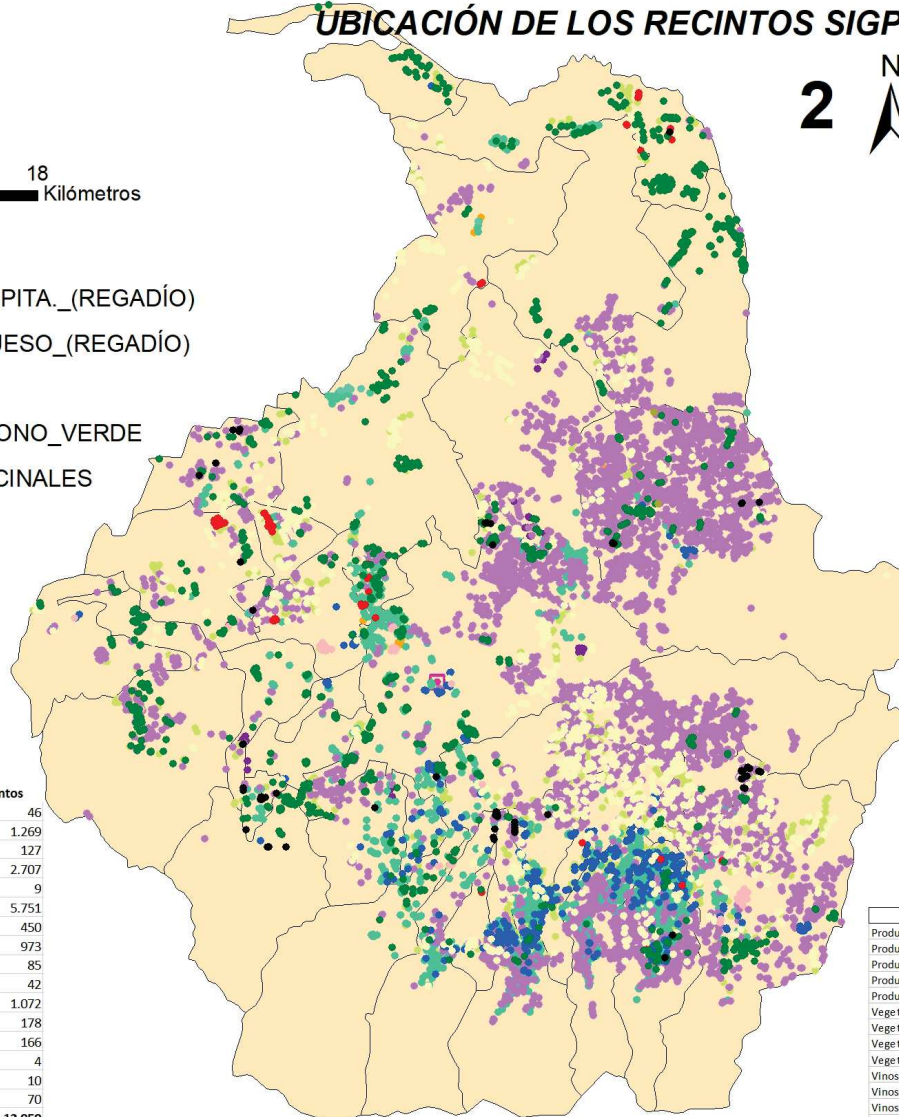 UBICACIÓN DE LOS RECINTOS SIGP
N
2
18
Kilómetros
PITA._(REGADÍO)
UESO_(REGADÍO)
ONO_VERDE
CINALES
ntos
46
1.269
127
2.707
9
5.751
450
973
85
42
1.072
178
166
4
10
70
12.959
Produ
Produ
Produ
Produ
Produ
Veget
Veget
Veget
Veget
Vinos
Vinos
Vinos